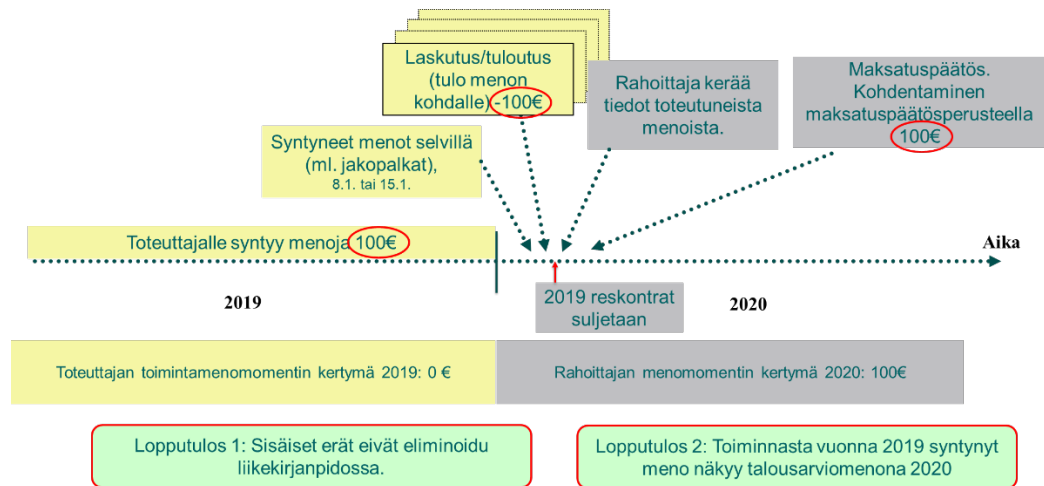 Laskutus/tuloutus
(tulo menon
kohdalle) -100€
Rahoittaja kerää
tiedot toteutuneista
menoista.
Maksatuspäätös.
Kohdentaminen
maksatuspäätösperusteella
100€
Syntyneet menot selvillä
(ml. jakopalkat),
8.1. tai 15.1.
Toteuttajalle syntyy menoja 100€
Aika
2019
2019 reskontrat
suljetaan
2020
Toteuttajan toimintamenomomentin kertymä 2019: 0 €
Rahoittajan menomomentin kertymä 2020: 100€
Lopputulos 1: Sisäiset erät eivät eliminoidu
liikekirjanpidossa.
Lopputulos 2: Toiminnasta vuonna 2019 syntynyt
meno näkyy talousarviomenona 2020